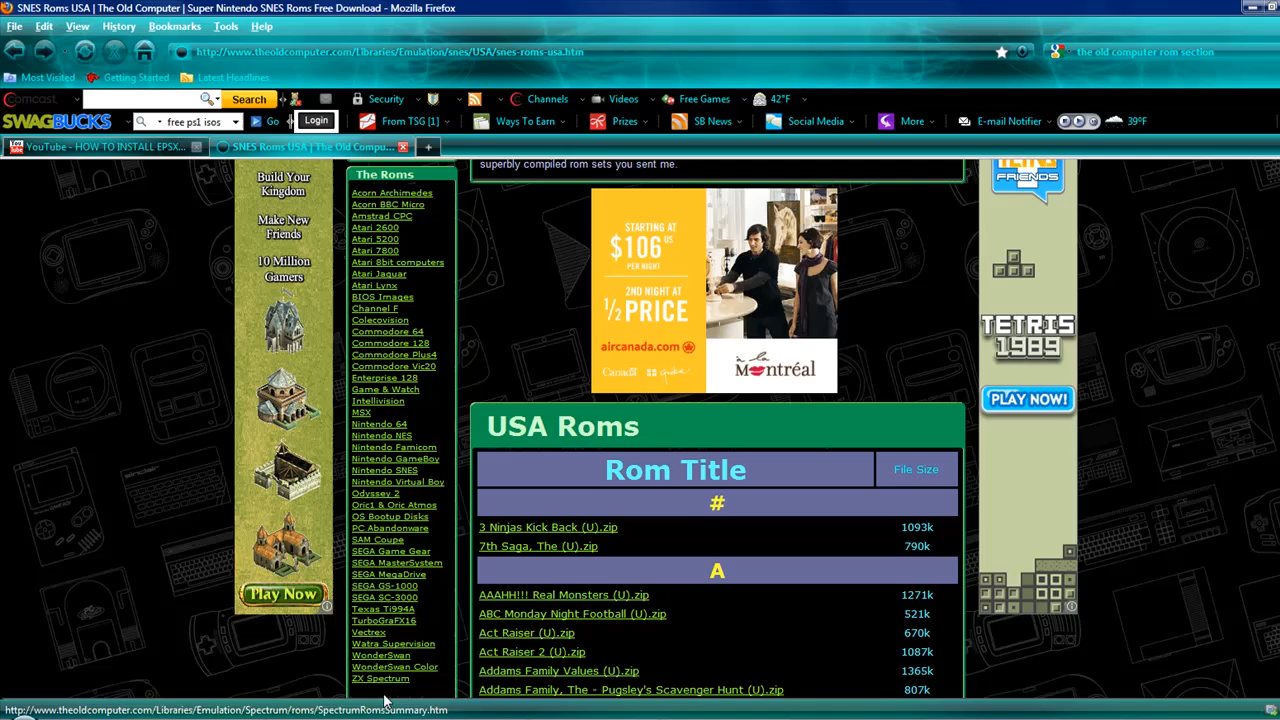 SNES Roms USA | The Old Computer | Super Nintendo SNES Roms Free Download - Mozilla Firefox
File Edit View History Bookmarks Tools Help
http://www.theoldcomputer.com/Libraries/Emulation/snes/USA/snes-roms-usa.htm
the old computer rom section
Most Visited Getting Started Latest Headlines
comcast Search Security Channels Videos Free Games 42°F
SWAGBUCKS free ps1 isos Go Login From TSG [1] Ways To Earn Prizes SB News Social Media More E-mail Notifier 39°F
YouTube - HOW TO INSTALL EPSX... SNES Roms USA | The Old Compu...
superbly compiled rom sets you sent me.
Build Your
Kingdom
Make New
Friends
10 Million
Gamers
Play Now
The Roms
Acorn Archimedes
Acorn BBC Micro
Amstrad CPC
Atari 2600
Atari 5200
Atari 7800
Atari 8bit computers
Atari Jaguar
Atari Lynx
BIOS Images
Channel F
Colecovision
Commodore 64
Commodore 128
Commodore Plus4
Commodore Vic20
Enterprise 128
Game & Watch
Intellivision
MSX
Nintendo 64
Nintendo NES
Nintendo Famicom
Nintendo GameBoy
Nintendo SNES
Nintendo Virtual Boy
Odyssey 2
Oric1 & Oric Atmos
OS Bootup Disks
PC Abandonware
SAM Coupe
SEGA Game Gear
SEGA MasterSystem
SEGA MegaDrive
SEGA GS-1000
SEGA SC-3000
Texas Ti994A
TurboGraFX16
Vectrex
Watra Supervision
WonderSwan
WonderSwan Color
ZX Spectrum
STARTING AT
$106 US
PER NIGHT
2ND NIGHT AT
1/2 PRICE
aircanada.com
Canada Québec
à la
Montréal
USA Roms
Rom Title File Size
#
3 Ninjas Kick Back (U).zip 1093k
7th Saga, The (U).zip 790k
A
AAAHH!!! Real Monsters (U).zip 1271k
ABC Monday Night Football (U).zip 521k
Act Raiser (U).zip 670k
Act Raiser 2 (U).zip 1087k
Addams Family Values (U).zip 1365k
Addams Family, The - Pugsley's Scavenger Hunt (U).zip 807k
FRIENDS
TETRIS
1989
PLAY NOW!
http://www.theoldcomputer.com/Libraries/Emulation/Spectrum/roms/SpectrumRomsSummary.htm